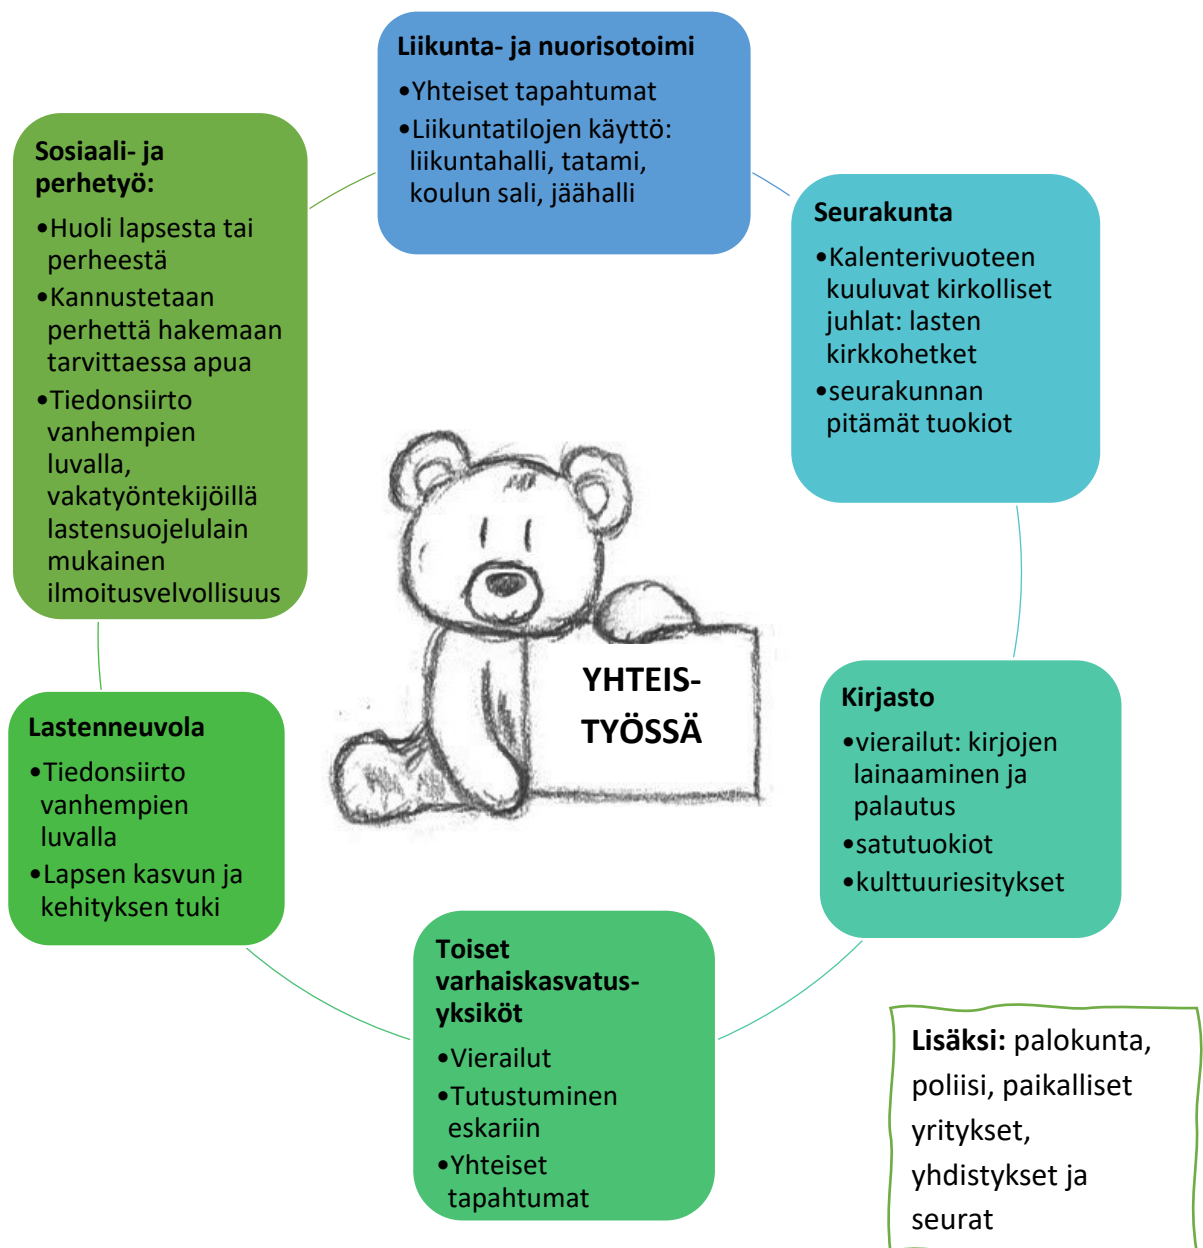 Liikunta- ja nuorisotoimi
•Yhteiset tapahtumat
•Liikuntatilojen käyttö:
liikuntahalli, tatami,
koulun sali, jäähalli
Seurakunta
•Kalenterivuoteen
kuuluvat kirkolliset
juhlat: lasten
kirkkohetket
•seurakunnan
pitämät tuokiot
Kirjasto
•vierailut: kirjojen
lainaaminen ja
palautus
•satutuokiot
•kulttuuriesitykset
Toiset
varhaiskasvatus-
yksiköt
•Vierailut
•Tutustuminen
eskariin
•Yhteiset
tapahtumat
Lastenneuvola
•Tiedonsiirto
vanhempien
luvalla
•Lapsen kasvun ja
kehityksen tuki
Sosiaali- ja
perhetyö:
•Huoli lapsesta tai
perheestä
•Kannustetaan
perhettä hakemaan
tarvittaessa apua
•Tiedonsiirto
vanhempien
luvalla,
vakatyöntekijöillä
lastensuojelulain
mukainen
ilmoitusvelvollisuus
YHTEIS-
TYÖSSÄ
Lisäksi: palokunta,
poliisi, paikalliset
yritykset,
yhdistykset ja
seurat